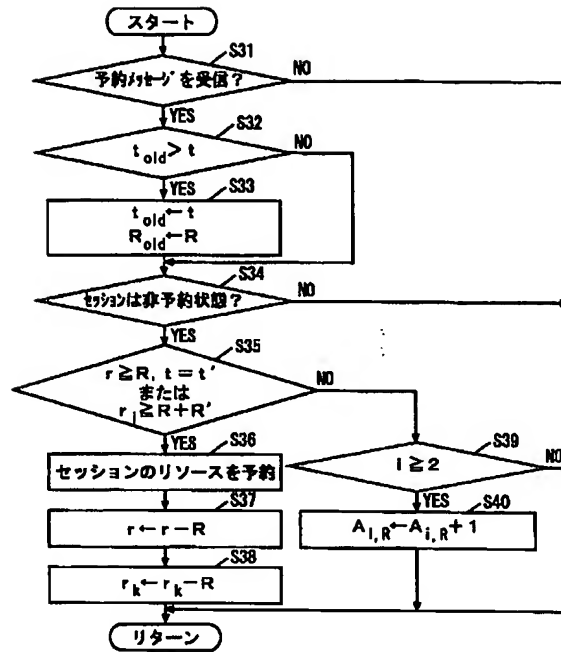 スタート
S31
予約メッセージを受信?
NO
YES
S32
t_old > t
NO
YES
S33
t_old ← t
R_old ← R
S34
セッションは非予約状態?
NO
YES
S35
r ≧ R, t = t'
または
r_l ≧ R + R'
NO
YES
S36
セッションのリソースを予約
S39
l ≧ 2
NO
S37
r ← r − R
YES
S40
A_l,R ← A_i,R + 1
S38
r_k ← r_k − R
リターン